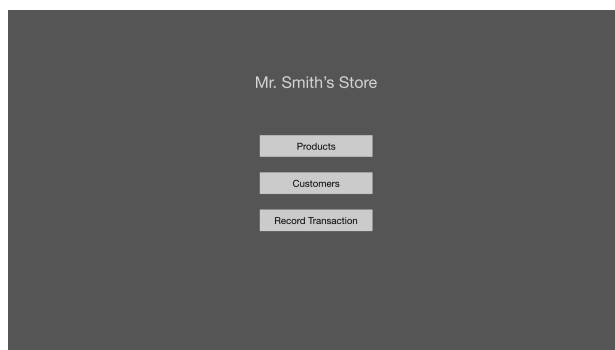 Mr. Smith’s Store
Products
Customers
Record Transaction